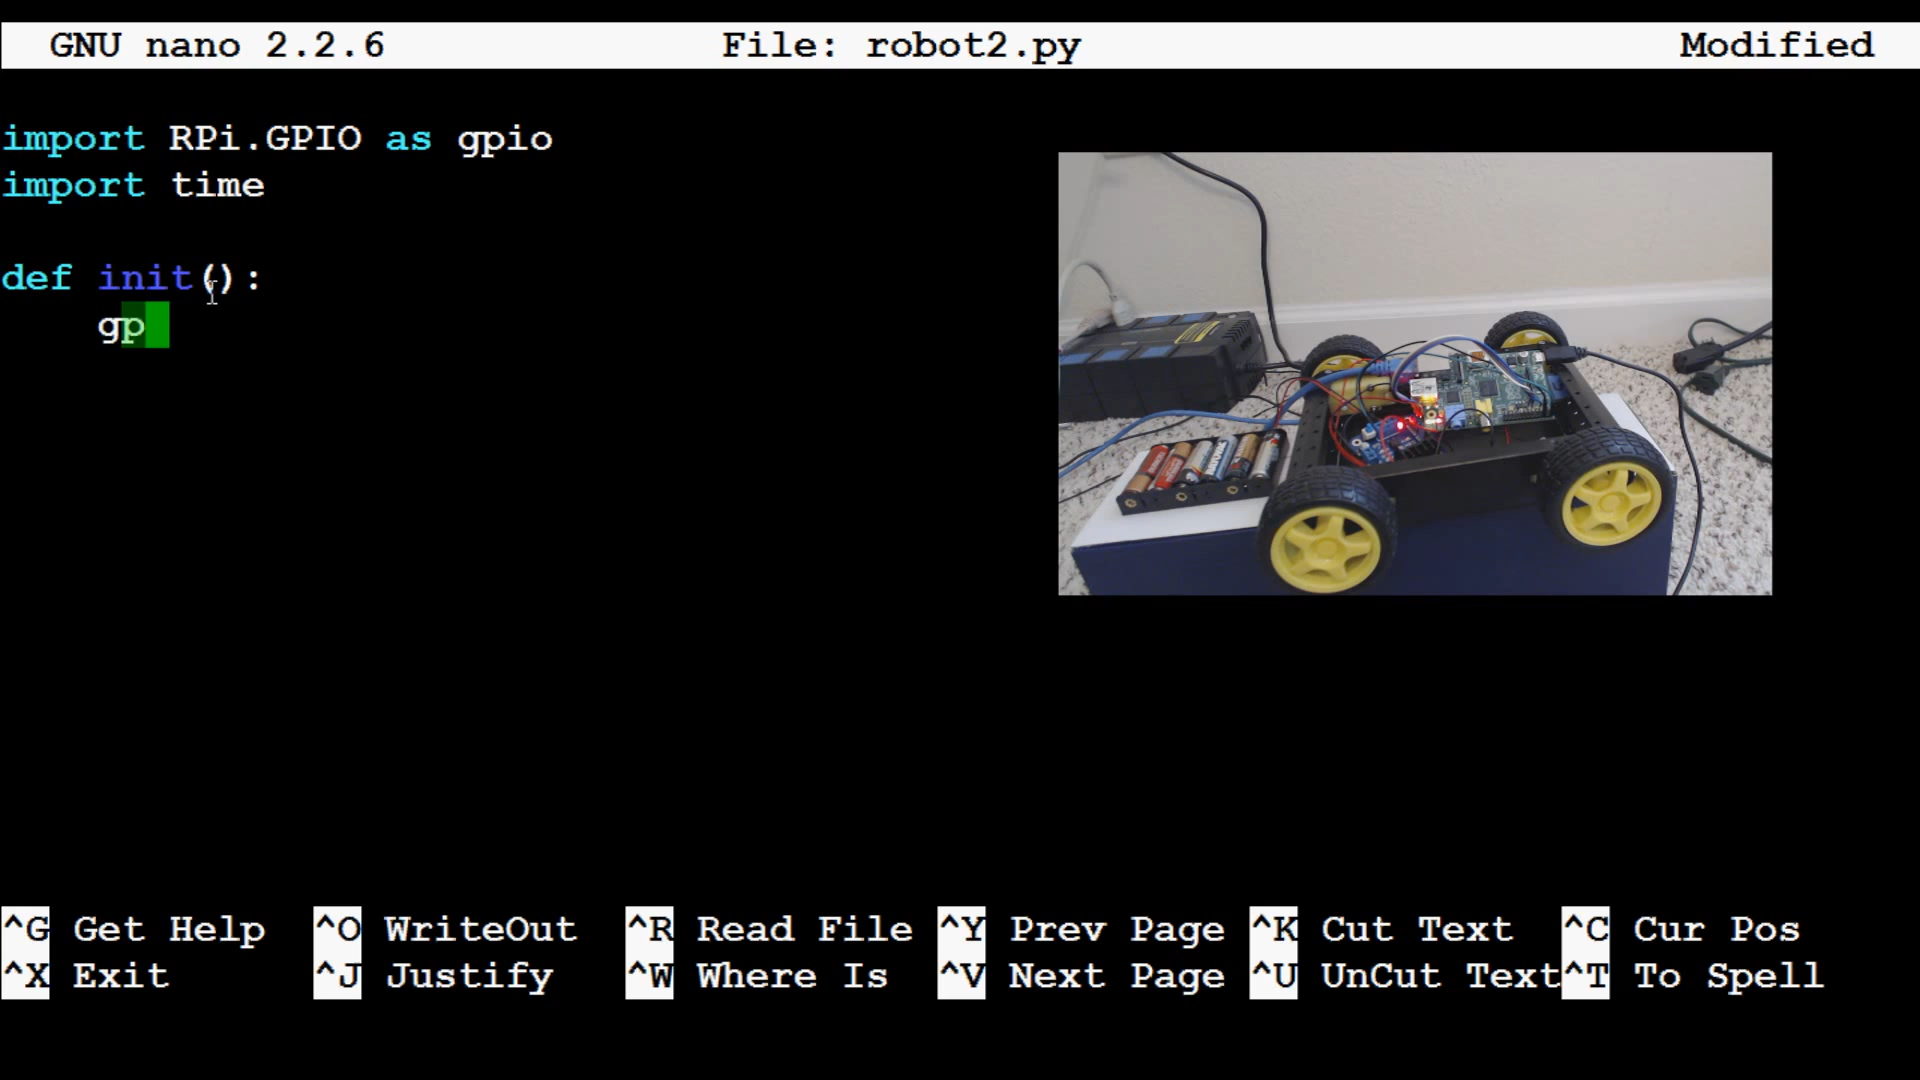 GNU nano 2.2.6 File: robot2.py Modified
import RPi.GPIO as gpio
import time
def init():
gp
^G Get Help ^O WriteOut ^R Read File ^Y Prev Page ^K Cut Text ^C Cur Pos
^X Exit ^J Justify ^W Where Is ^V Next Page ^U UnCut Text ^T To Spell